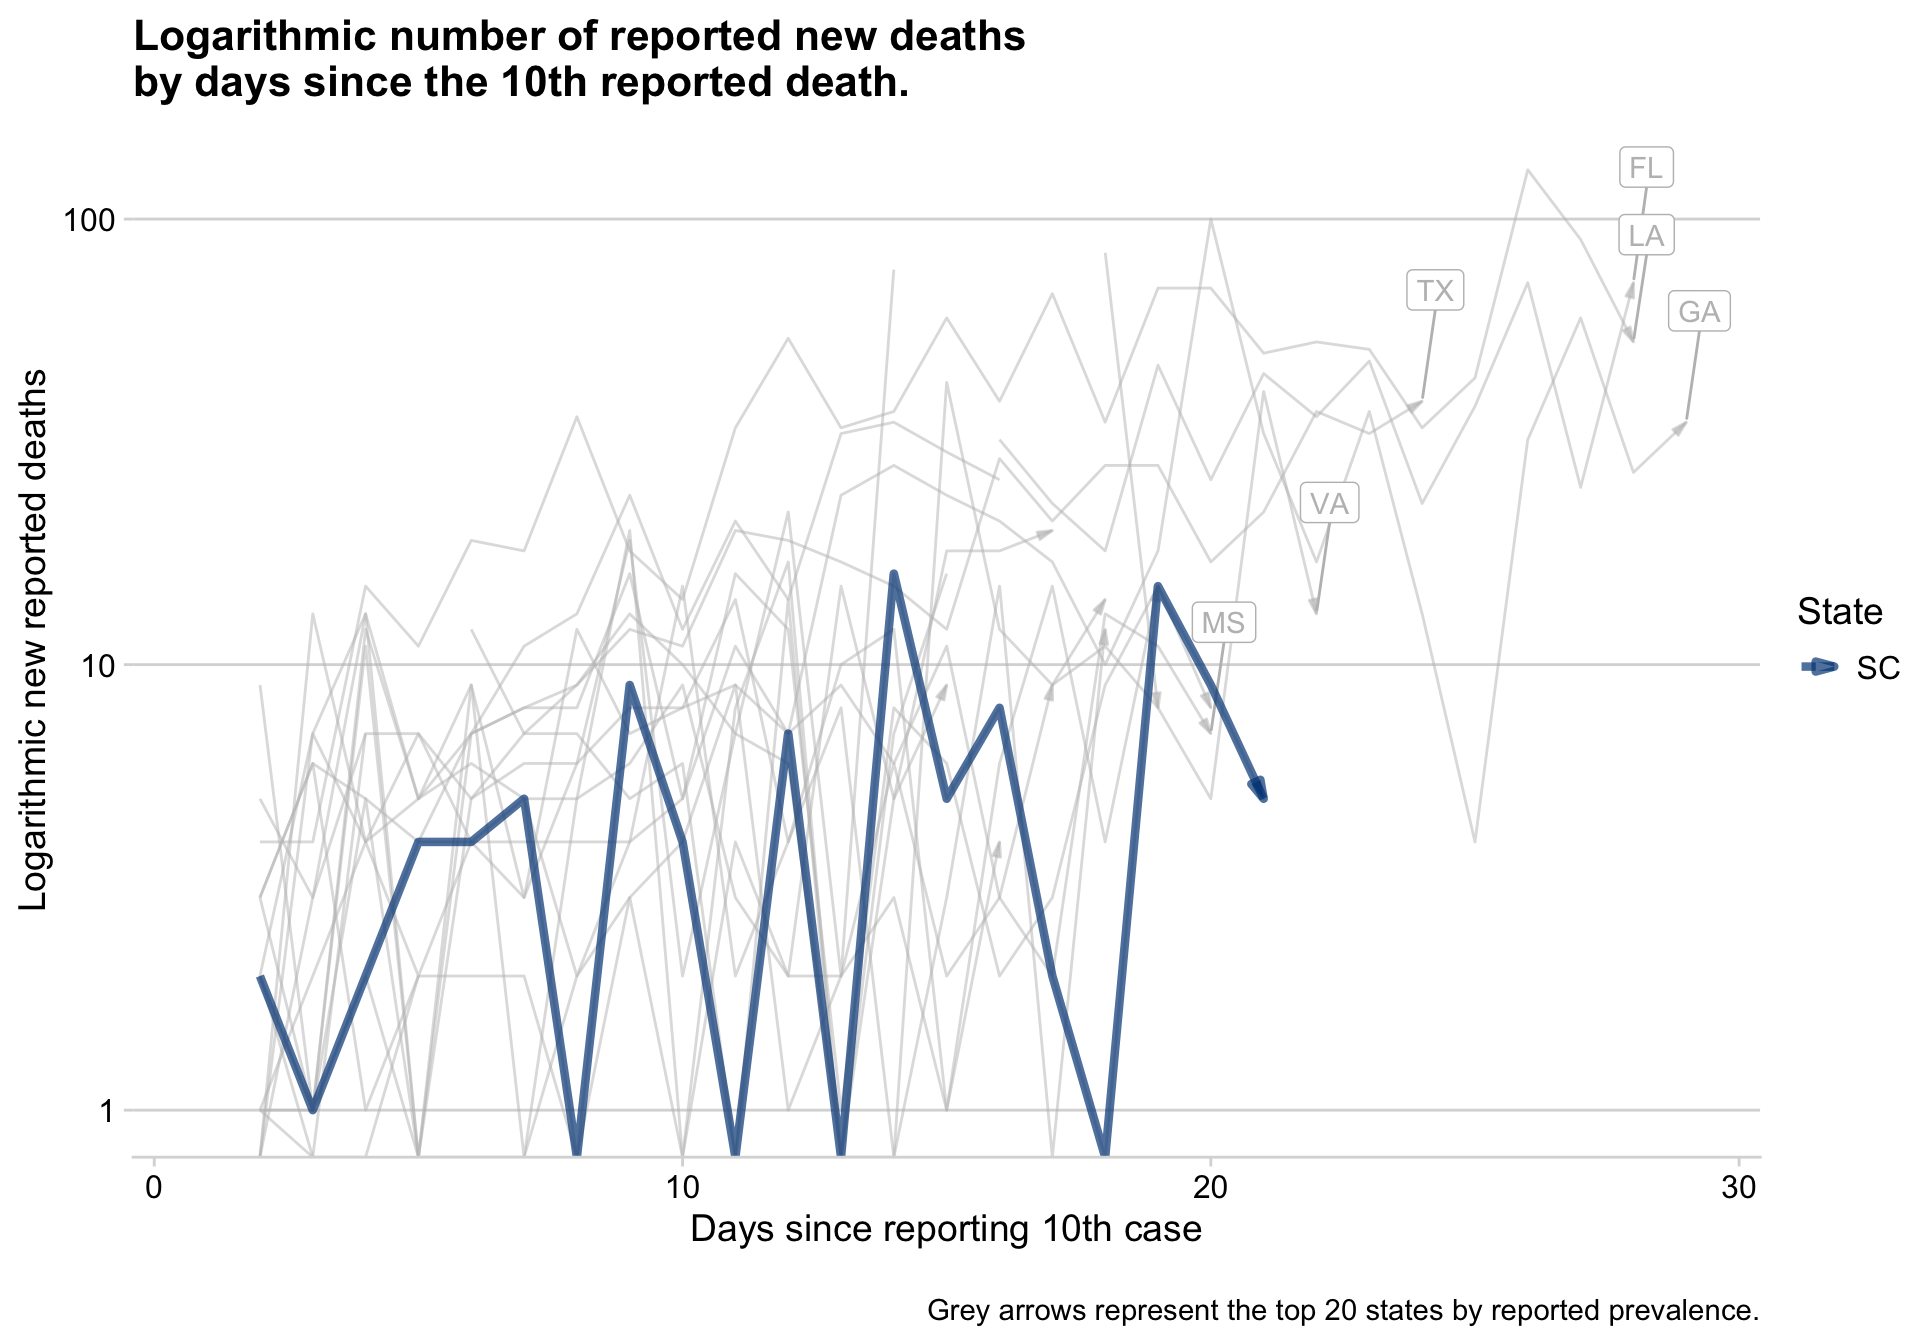 Logarithmic number of reported new deaths
by days since the 10th reported death.
Logarithmic new reported deaths
100
10
1
FL
LA
TX
GA
VA
MS
State
SC
0
10
20
30
Days since reporting 10th case
Grey arrows represent the top 20 states by reported prevalence.